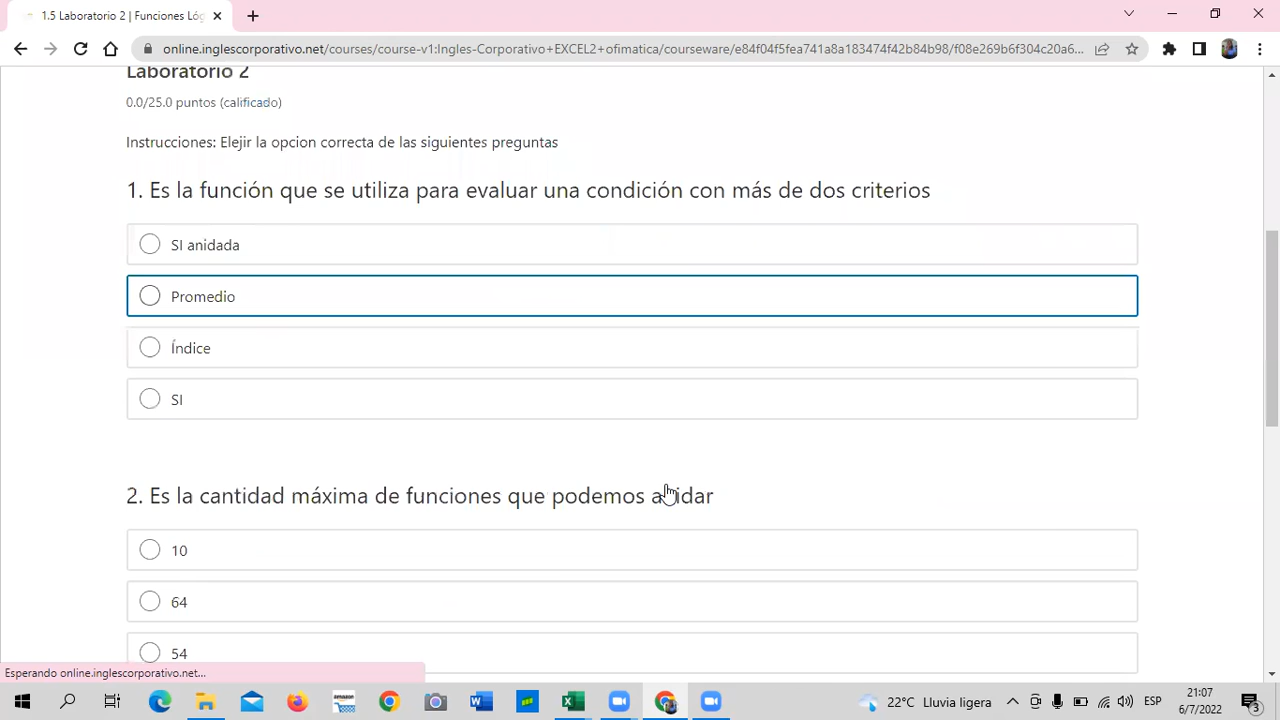 1.5 Laboratorio 2 | Funciones Lóg
online.inglescorporativo.net/courses/course-v1:Ingles-Corporativo+EXCEL2+ofimatica/courseware/e84f04f5fea741a8a183474f42b84b98/f08e269b6f304c20a6...
Laboratorio 2
0.0/25.0 puntos (calificado)
Instrucciones: Elejir la opcion correcta de las siguientes preguntas
1. Es la función que se utiliza para evaluar una condición con más de dos criterios
SI anidada
Promedio
Índice
SI
2. Es la cantidad máxima de funciones que podemos anidar
10
64
54
Esperando online.inglescorporativo.net...
amazon
22°C Lluvia ligera
ESP
21:07
6/7/2022
3